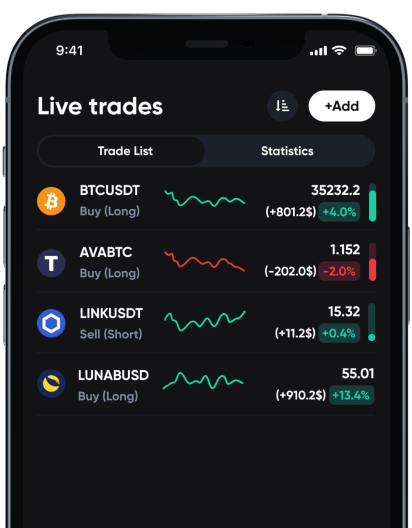 9:41
Live trades
+Add
Trade List Statistics
BTCUSDT 35232.2
Buy (Long) (+801.2$) +4.0%
AVABTC 1.152
Buy (Long) (-202.0$) -2.0%
LINKUSDT 15.32
Sell (Short) (+11.2$) +0.4%
LUNABUSD 55.01
Buy (Long) (+910.2$) +13.4%